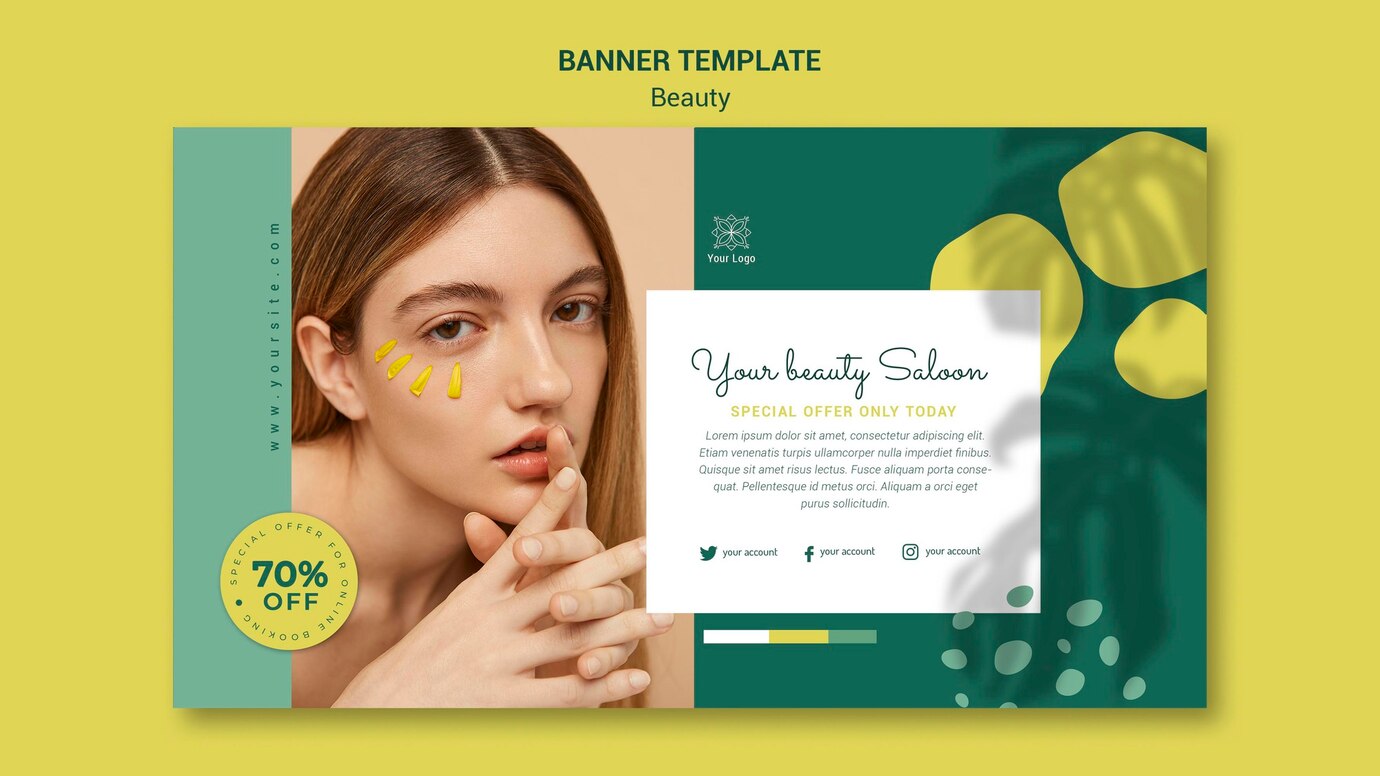 BANNER TEMPLATE
Beauty
www.yoursite.com
SPECIAL OFFER FOR ONLINE BOOKING
70%
OFF
Your Logo
Your beauty Saloon
SPECIAL OFFER ONLY TODAY
Lorem ipsum dolor sit amet, consectetur adipiscing elit.
Etiam venenatis turpis ullamcorper nulla imperdiet finibus.
Quisque sit amet risus lectus. Fusce aliquam porta conse-
quat. Pellentesque id metus orci. Aliquam a orci eget
purus sollicitudin.
your account
your account
your account